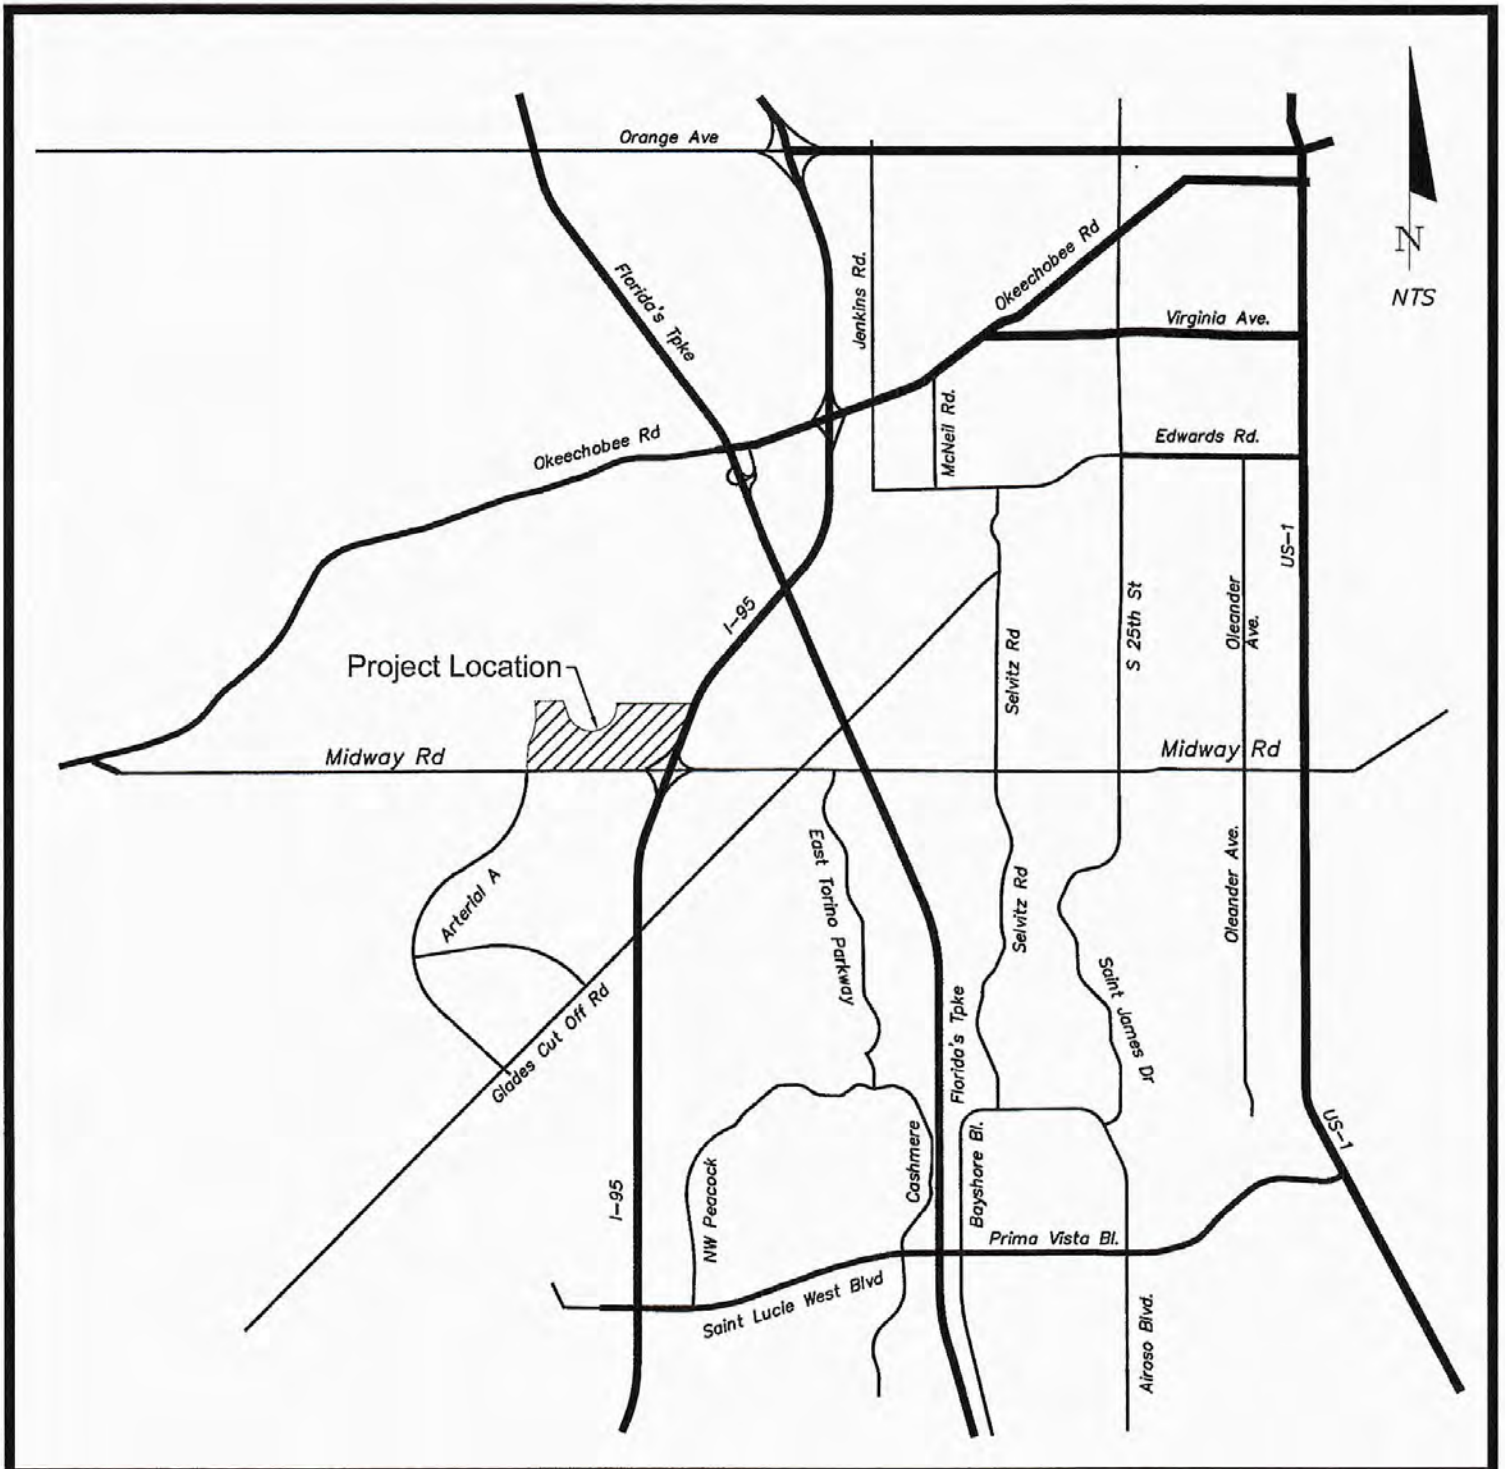 Orange Ave
N
NTS
Okeechobee Rd
Florida's Tpke
Jenkins Rd.
Virginia Ave.
McNeil Rd.
Edwards Rd.
Okeechobee Rd
US-1
I-95
S 25th St
Oleander
Ave.
Selvitz Rd
Project Location
Midway Rd
Midway Rd
East Torino Parkway
Oleander Ave.
Arterial A
Selvitz Rd
Saint James Dr
Glades Cut Off Rd
Florida's Tpke
US-1
Cashmere
Bayshore Bl.
NW Peacock
I-95
Prima Vista Bl.
Saint Lucie West Blvd
Airoso Blvd.